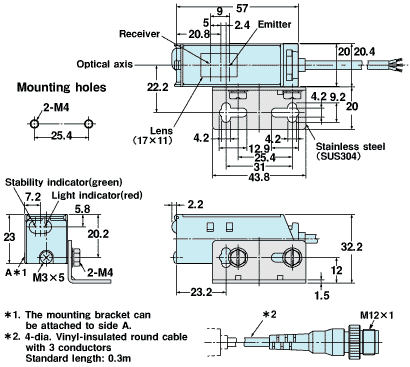 57
9
5
2.4
Emitter
Receiver
20.8
Optical axis
20
20.4
22.2
Mounting holes
2-M4
25.4
Lens
(17×11)
4.2
9.2
20
4.2
4.2
12.9
25.4
31
43.8
Stainless steel
(SUS304)
Stability indicator(green)
Light indicator(red)
7.2
5.8
23
20.2
A*1
M3×5
2-M4
2.2
32.2
12
23.2
1.5
*1. The mounting bracket can
be attached to side A.
*2. 4-dia. Vinyl-insulated round cable
with 3 conductors
Standard length: 0.3m
*2
M12×1